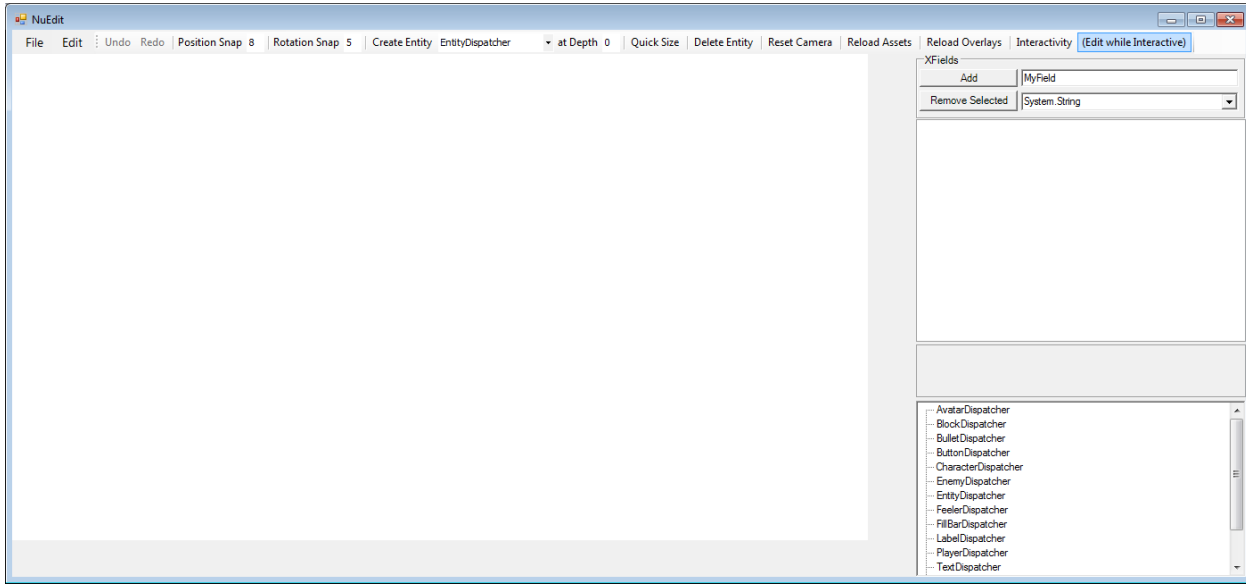 NuEdit
File Edit Undo Redo Position Snap 8 Rotation Snap 5 Create Entity EntityDispatcher at Depth 0 Quick Size Delete Entity Reset Camera Reload Assets Reload Overlays Interactivity (Edit while Interactive)
XFields
Add MyField
Remove Selected System.String
AvatarDispatcher
BlockDispatcher
BulletDispatcher
ButtonDispatcher
CharacterDispatcher
EnemyDispatcher
EntityDispatcher
FeelerDispatcher
FillBarDispatcher
LabelDispatcher
PlayerDispatcher
TextDispatcher